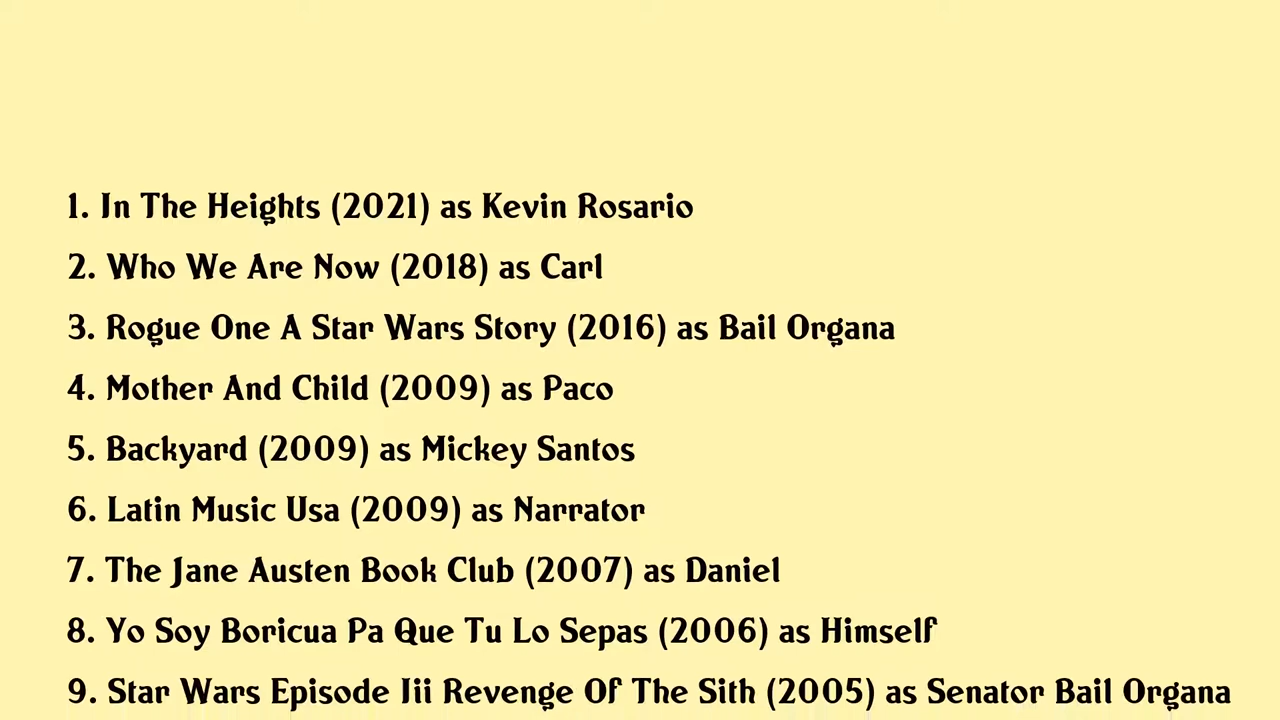 1. In The Heights (2021) as Kevin Rosario
2. Who We Are Now (2018) as Carl
3. Rogue One A Star Wars Story (2016) as Bail Organa
4. Mother And Child (2009) as Paco
5. Backyard (2009) as Mickey Santos
6. Latin Music Usa (2009) as Narrator
7. The Jane Austen Book Club (2007) as Daniel
8. Yo Soy Boricua Pa Que Tu Lo Sepas (2006) as Himself
9. Star Wars Episode Iii Revenge Of The Sith (2005) as Senator Bail Organa